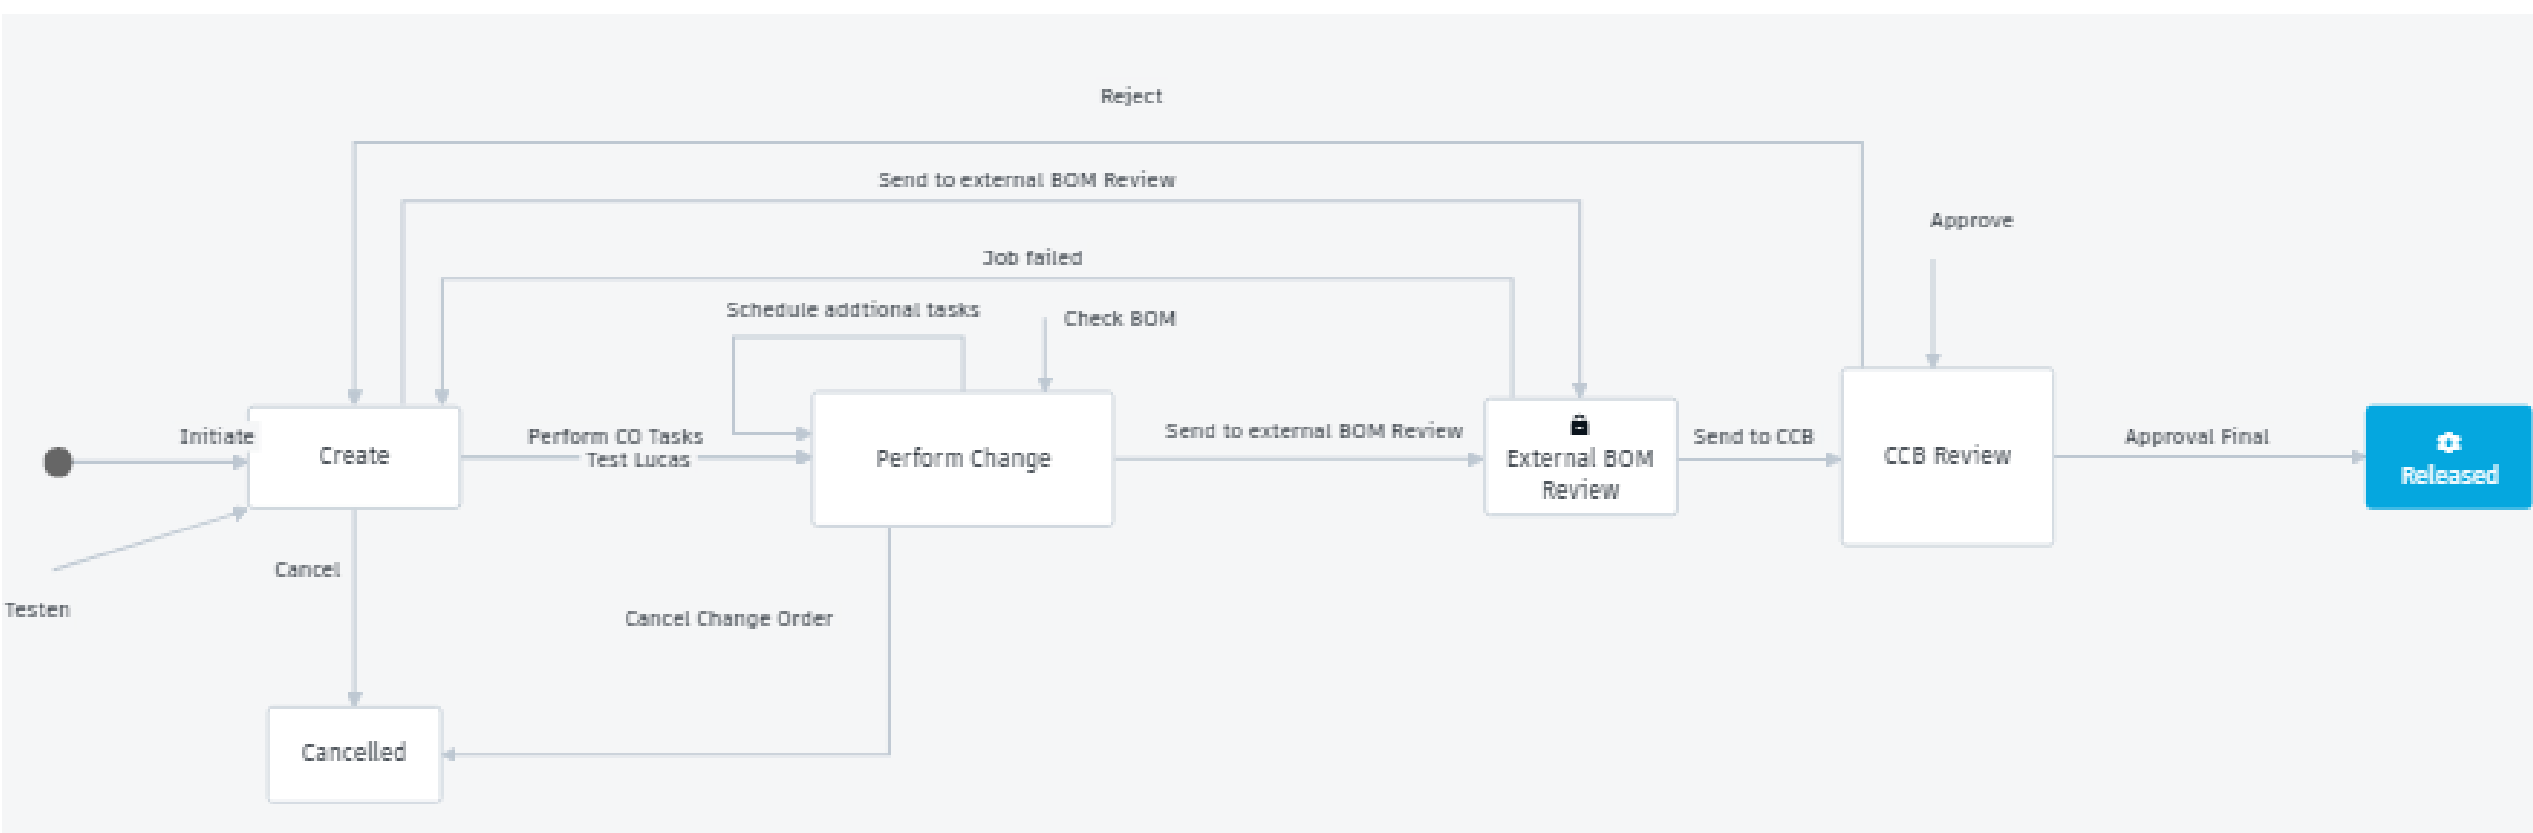 Reject
Send to external BOM Review
Approve
Job failed
Schedule addtional tasks
Check BOM
Initiate
Create
Perform CO Tasks
Test Lucas
Perform Change
Send to external BOM Review
External BOM
Review
Send to CCB
CCB Review
Approval Final
Released
Testen
Cancel
Cancel Change Order
Cancelled